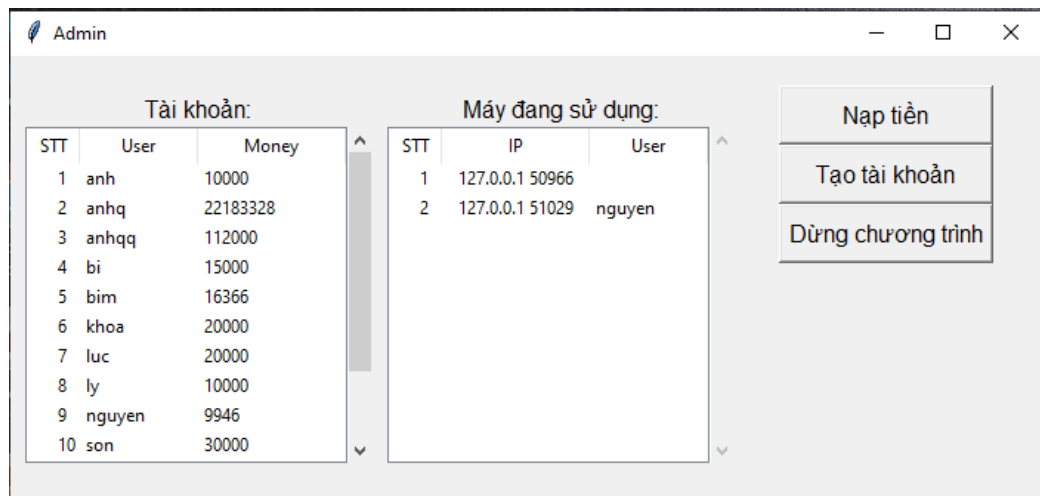 Admin
Tài khoản:
STT User Money
1 anh 10000
2 anhq 22183328
3 anhqq 112000
4 bi 15000
5 bim 16366
6 khoa 20000
7 luc 20000
8 ly 10000
9 nguyen 9946
10 son 30000
Máy đang sử dụng:
STT IP User
1 127.0.0.1 50966
2 127.0.0.1 51029 nguyen
Nạp tiền
Tạo tài khoản
Dừng chương trình